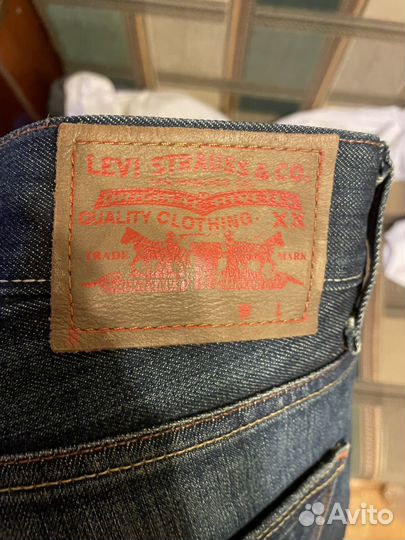 LEVI STRAUSS & CO.
QUALITY CLOTHING. XX
TRADE MARK
W L
Avito